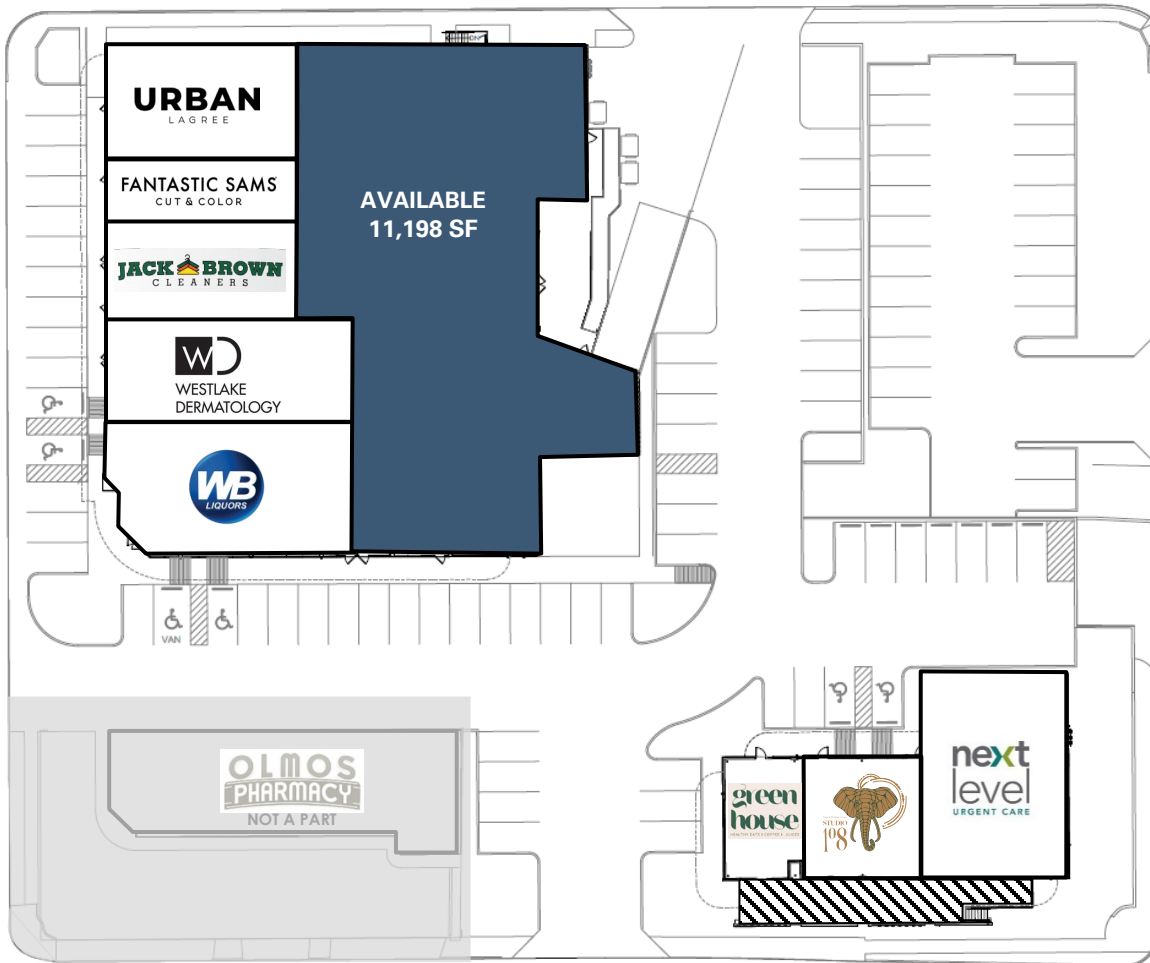 URBAN
LAGREE
FANTASTIC SAMS
CUT & COLOR
JACK BROWN
CLEANERS
WD
WESTLAKE
DERMATOLOGY
WB
LIQUORS
AVAILABLE
11,198 SF
VAN
OLMOS
PHARMACY
NOT A PART
green
house
STUDIO
108
next
level
URGENT CARE